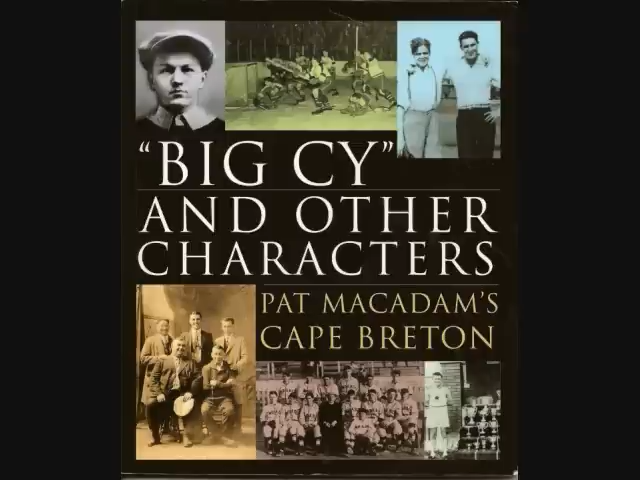 “BIG CY”
AND OTHER
CHARACTERS
PAT MACADAM’S
CAPE BRETON